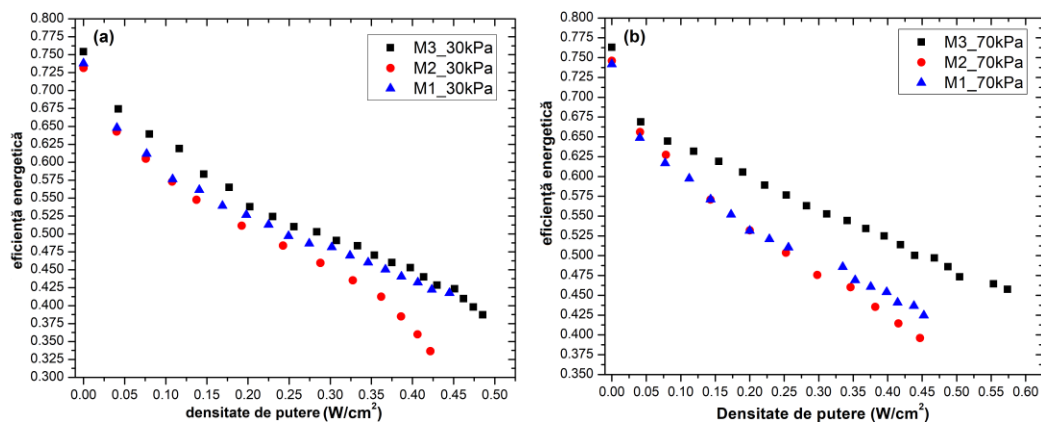 (a)
M3_30kPa
M2_30kPa
M1_30kPa
eficiență energetică
0.800
0.775
0.750
0.725
0.700
0.675
0.650
0.625
0.600
0.575
0.550
0.525
0.500
0.475
0.450
0.425
0.400
0.375
0.350
0.325
0.300
0.00 0.05 0.10 0.15 0.20 0.25 0.30 0.35 0.40 0.45 0.50
densitate de putere (W/cm²)
(b)
M3_70kPa
M2_70kPa
M1_70kPa
eficiență energetică
0.800
0.775
0.750
0.725
0.700
0.675
0.650
0.625
0.600
0.575
0.550
0.525
0.500
0.475
0.450
0.425
0.400
0.375
0.350
0.00 0.05 0.10 0.15 0.20 0.25 0.30 0.35 0.40 0.45 0.50 0.55 0.60
Densitate de putere (W/cm²)